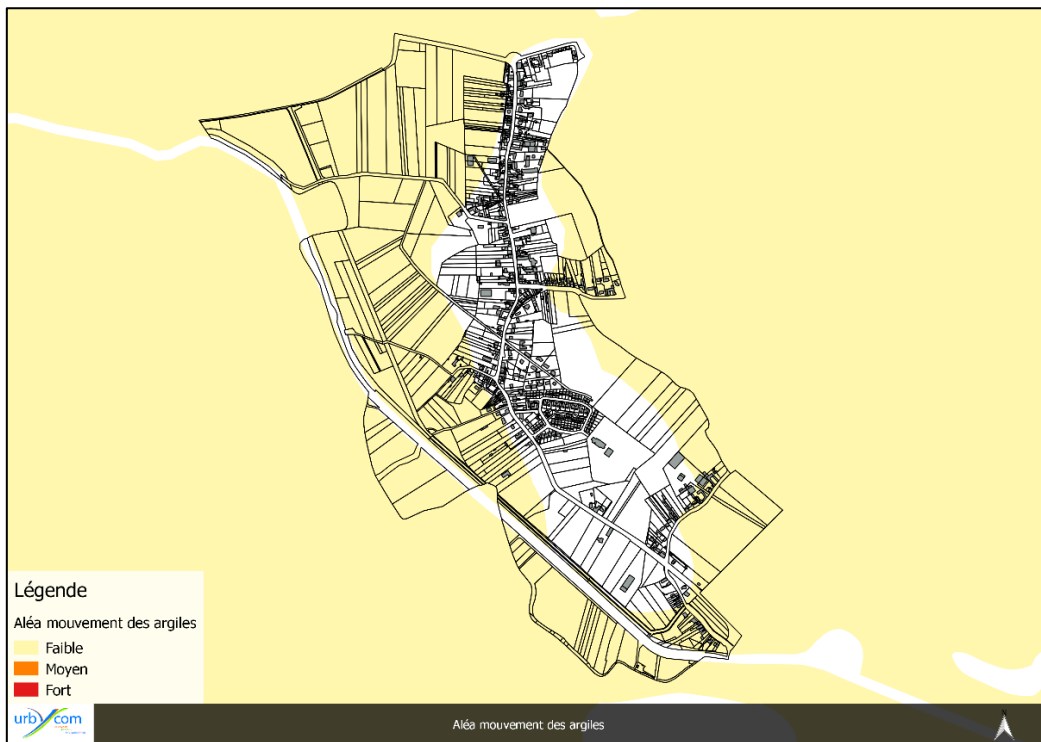 Légende
Aléa mouvement des argiles
Faible
Moyen
Fort
urbycom
Aléa mouvement des argiles
N